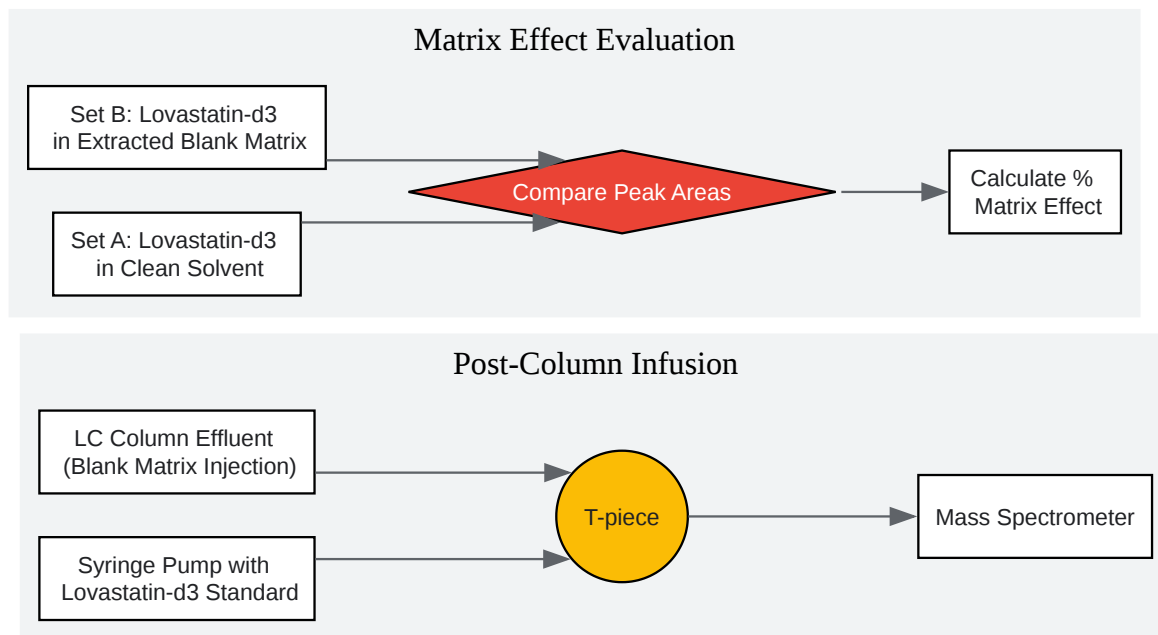 Matrix Effect Evaluation
Set B: Lovastatin-d3
in Extracted Blank Matrix
Set A: Lovastatin-d3
in Clean Solvent
Compare Peak Areas
Calculate %
Matrix Effect
Post-Column Infusion
LC Column Effluent
(Blank Matrix Injection)
Syringe Pump with
Lovastatin-d3 Standard
T-piece
Mass Spectrometer